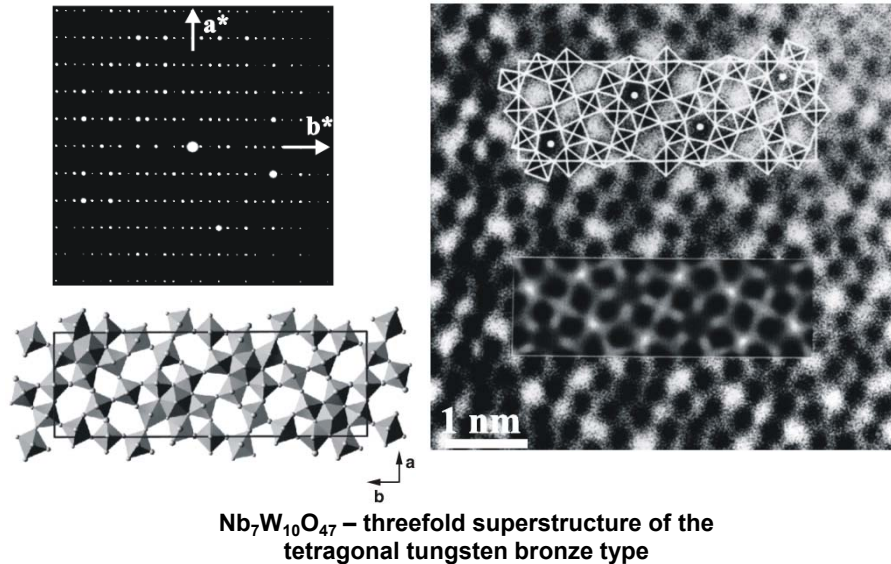 a*
b*
1 nm
a
b
Nb₇W₁₀O₄₇ – threefold superstructure of the
tetragonal tungsten bronze type